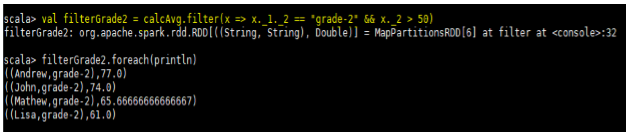 scala> val filterGrade2 = calcAvg.filter(x => x._1._2 == "grade-2" && x._2 > 50)
filterGrade2: org.apache.spark.rdd.RDD[((String, String), Double)] = MapPartitionsRDD[6] at filter at <console>:32
scala> filterGrade2.foreach(println)
((Andrew,grade-2),77.0)
((John,grade-2),74.0)
((Mathew,grade-2),65.66666666666667)
((Lisa,grade-2),61.0)